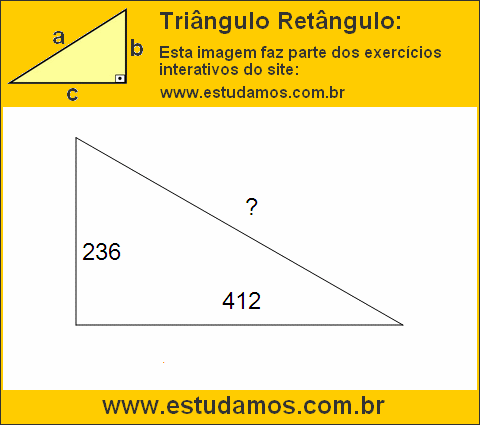 a
b
c
Triângulo Retângulo:
Esta imagem faz parte dos exercícios
interativos do site:
www.estudamos.com.br
?
236
412
www.estudamos.com.br